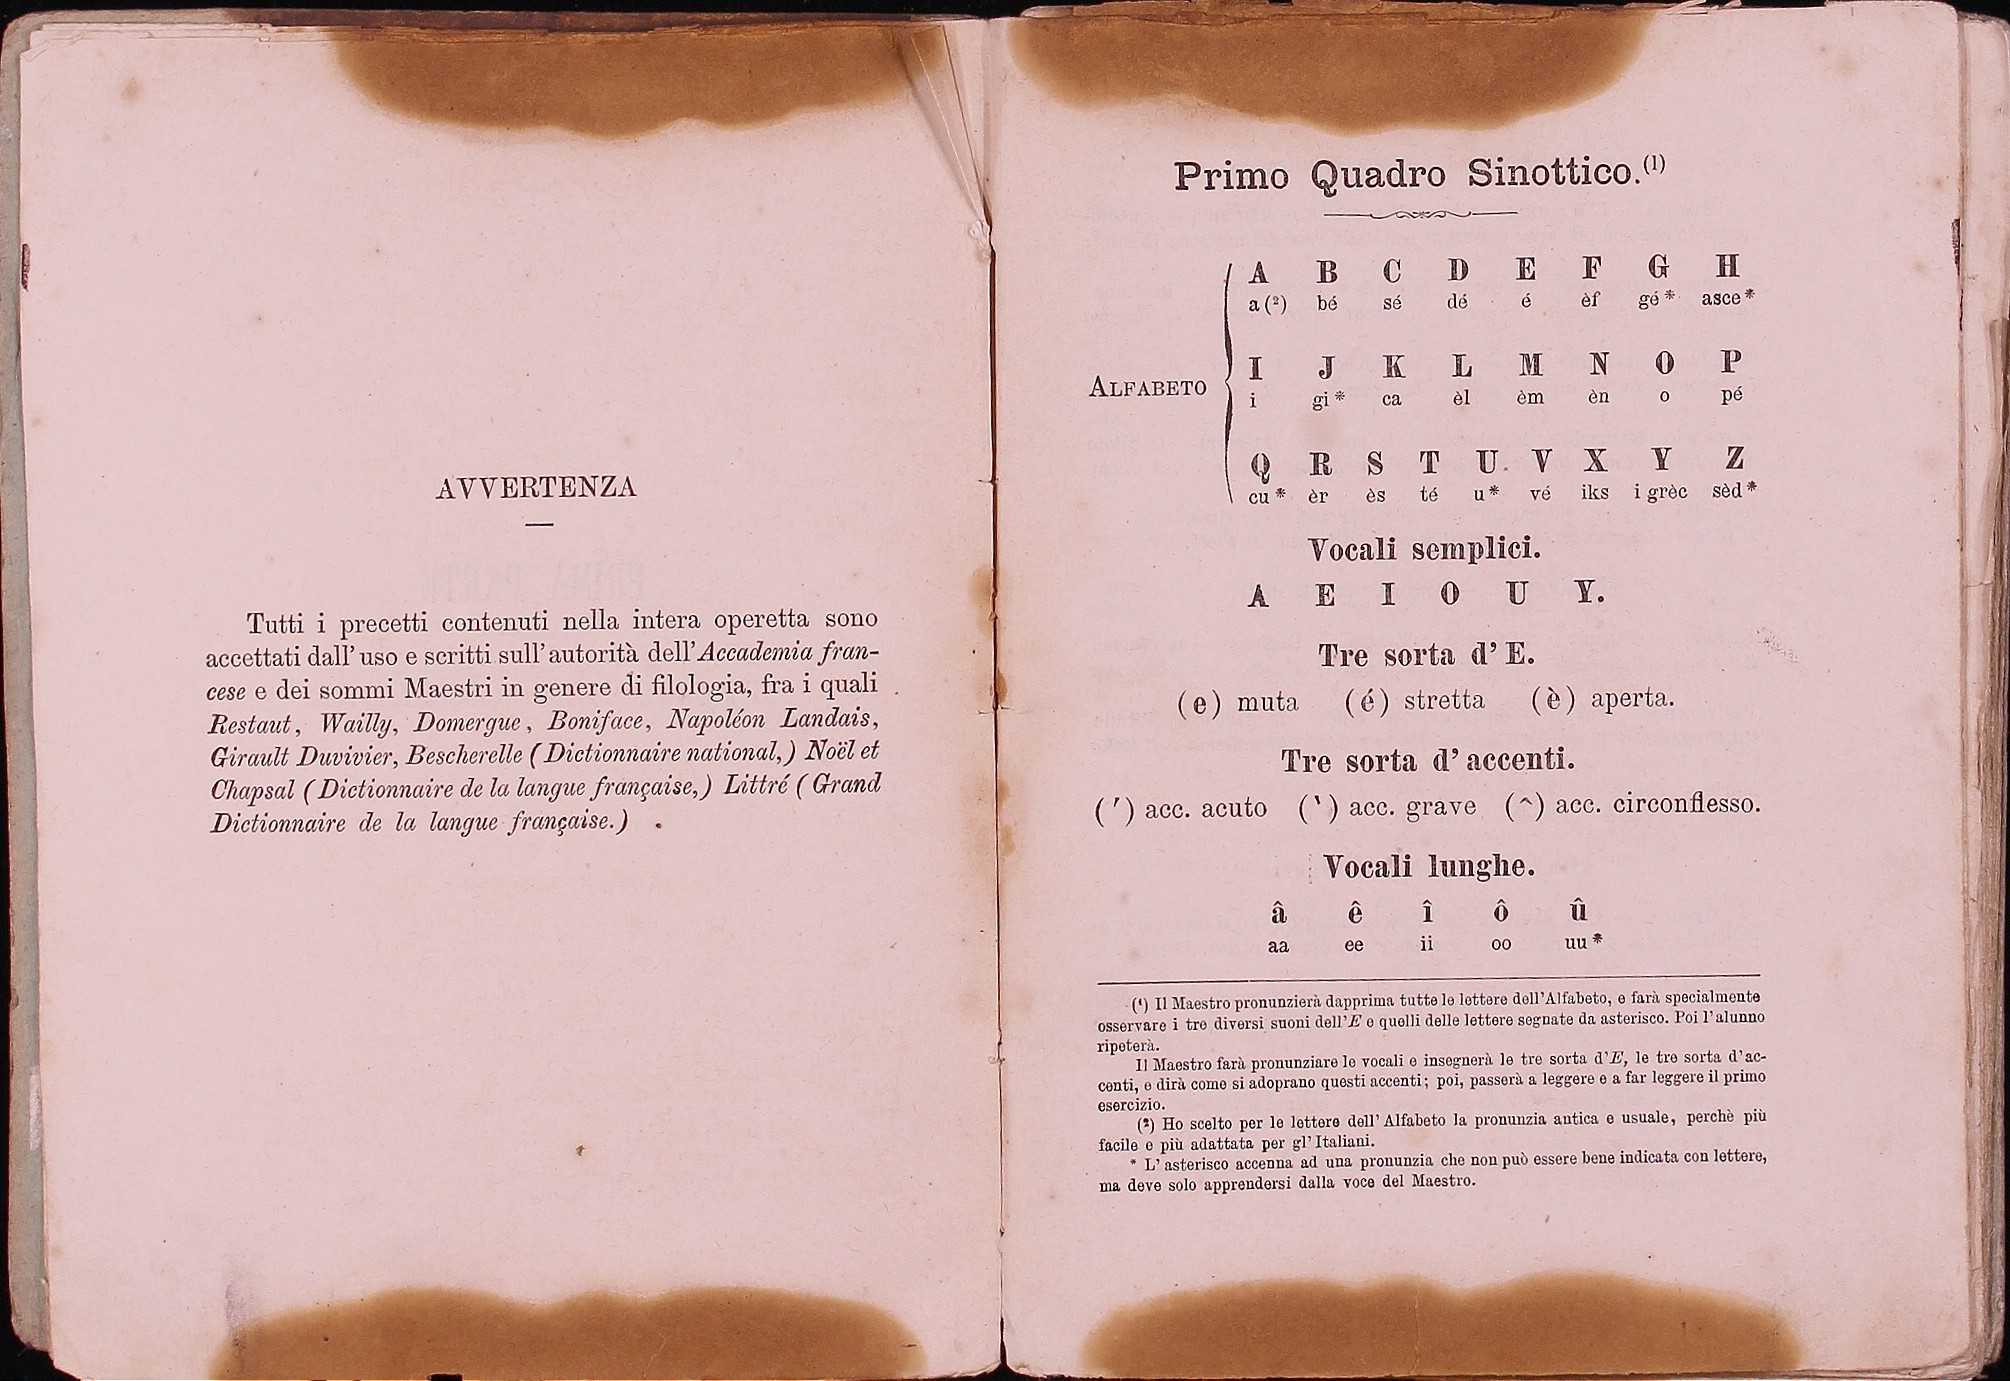 AVVERTENZA
Tutti i precetti contenuti nella intera operetta sono
accettati dall' uso e scritti sull' autorità dell' Accademia fran-
cese e dei sommi Maestri in genere di filologia, fra i quali
Restaut, Wailly, Domergue, Boniface, Napoléon Landais,
Girault Duvivier, Bescherelle (Dictionnaire national,) Noël et
Chapsal (Dictionnaire de la langue française,) Littré (Grand
Dictionnaire de la langue française.)
Primo Quadro Sinottico.(1)
A B C D E F G H
a (2) bé sé dé é èf gé* asce*
ALFABETO
I J K L M N O P
i gi* ca èl èm èn o pé
Q R S T U V X Y Z
cu* èr ès té u* vé iks i grèc sèd*
Vocali semplici.
A E I O U Y.
Tre sorta d' E.
(e) muta (é) stretta (è) aperta.
Tre sorta d' accenti.
(´) acc. acuto (`) acc. grave (^) acc. circonflesso.
Vocali lunghe.
â ê î ô û
aa ee ii oo uu*
(1) Il Maestro pronunzierà dapprima tutte le lettere dell' Alfabeto, e farà specialmente
osservare i tre diversi suoni dell' E e quelli delle lettere segnate da asterisco. Poi l' alunno
ripeterà.
Il Maestro farà pronunziare le vocali e insegnerà le tre sorta d' E, le tre sorta d' ac-
centi, e dirà come si adoprano questi accenti; poi, passerà a leggere e a far leggere il primo
esercizio.
(2) Ho scelto per le lettere dell' Alfabeto la pronunzia antica e usuale, perchè più
facile e più adattata per gl' Italiani.
* L' asterisco accenna ad una pronunzia che non può essere bene indicata con lettere,
ma deve solo apprendersi dalla voce del Maestro.